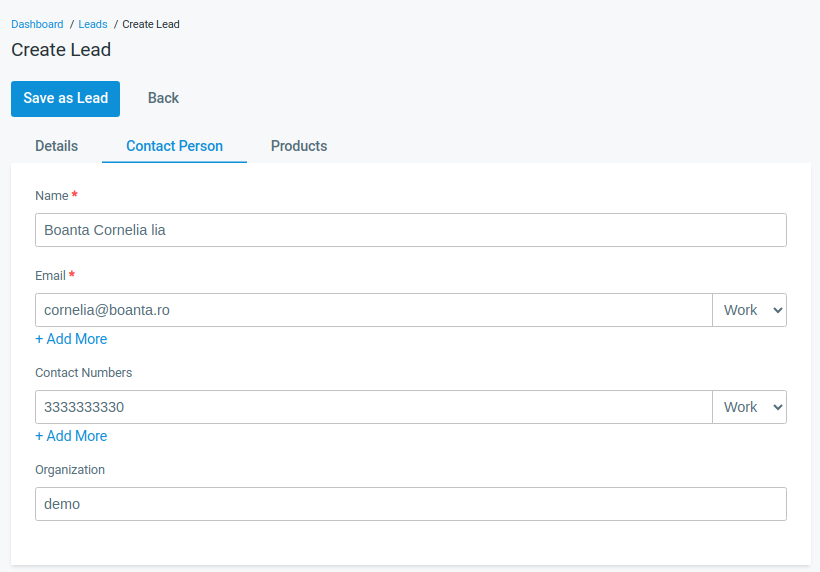 Dashboard / Leads / Create Lead
Create Lead
Save as Lead Back
Details Contact Person Products
Name *
Boanta Cornelia lia
Email *
cornelia@boanta.ro Work
+ Add More
Contact Numbers
3333333330 Work
+ Add More
Organization
demo